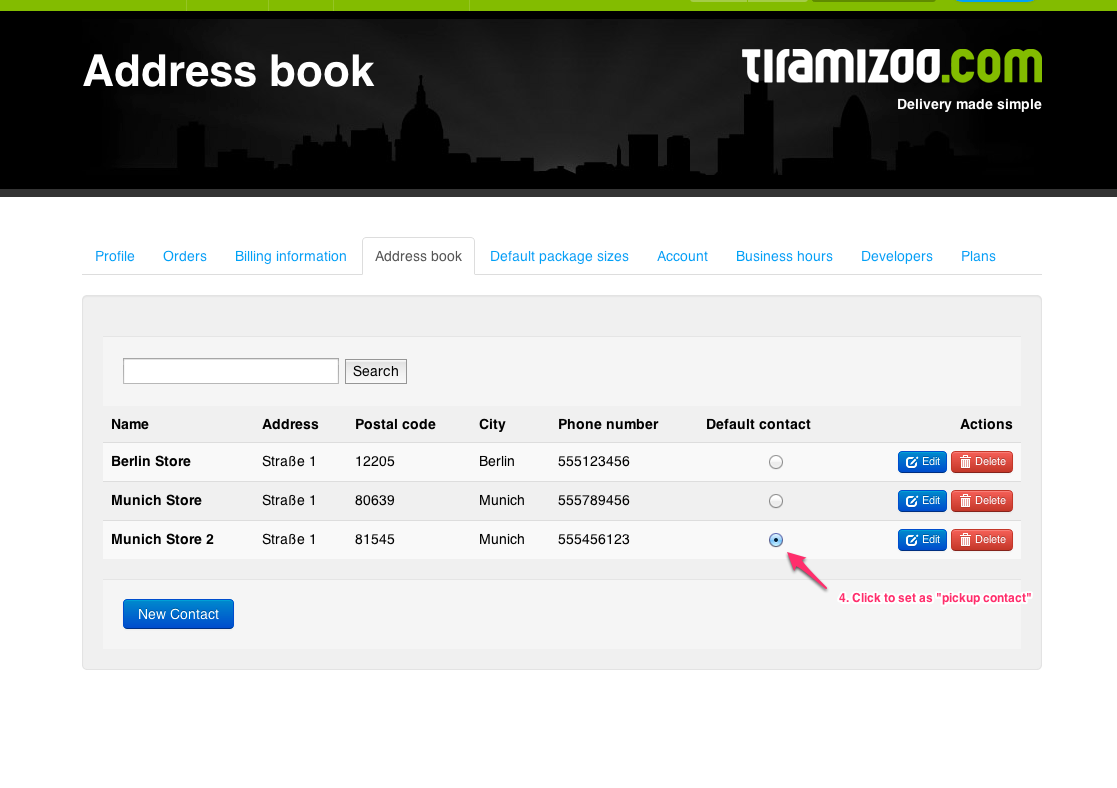 Address book
tiramizoo.com
Delivery made simple
Profile Orders Billing information Address book Default package sizes Account Business hours Developers Plans
Search
Name Address Postal code City Phone number Default contact Actions
Berlin Store Straße 1 12205 Berlin 555123456 Edit Delete
Munich Store Straße 1 80639 Munich 555789456 Edit Delete
Munich Store 2 Straße 1 81545 Munich 555456123 Edit Delete
4. Click to set as "pickup contact"
New Contact